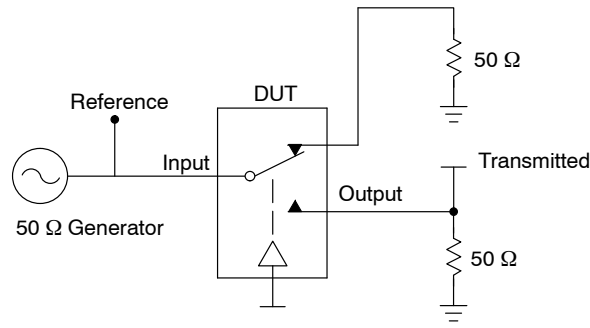 50 Ω
DUT
Reference
Input
Transmitted
Output
50 Ω Generator
50 Ω